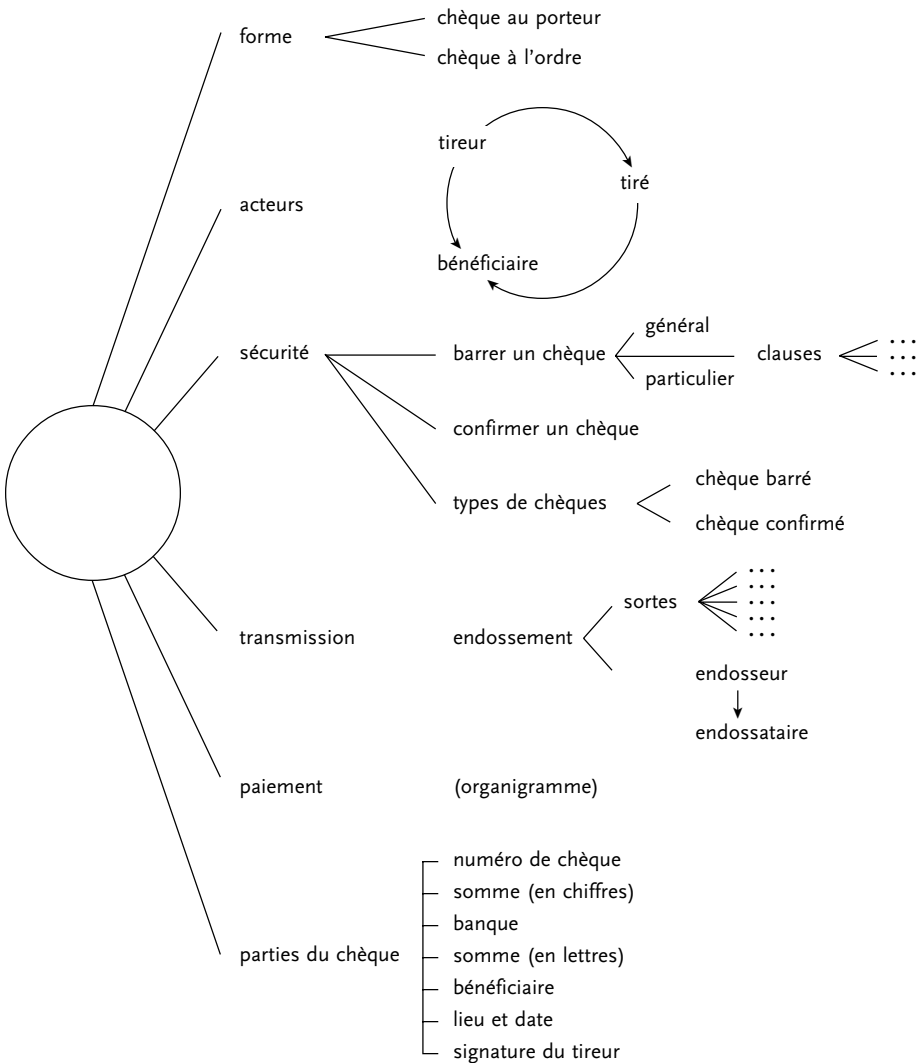 forme
chèque au porteur
chèque à l'ordre
acteurs
tireur
tiré
bénéficiaire
sécurité
barrer un chèque
général
particulier
clauses
...
...
...
confirmer un chèque
types de chèques
chèque barré
chèque confirmé
transmission
endossement
sortes
...
...
...
...
...
endosseur
endossataire
paiement
(organigramme)
parties du chèque
numéro de chèque
somme (en chiffres)
banque
somme (en lettres)
bénéficiaire
lieu et date
signature du tireur